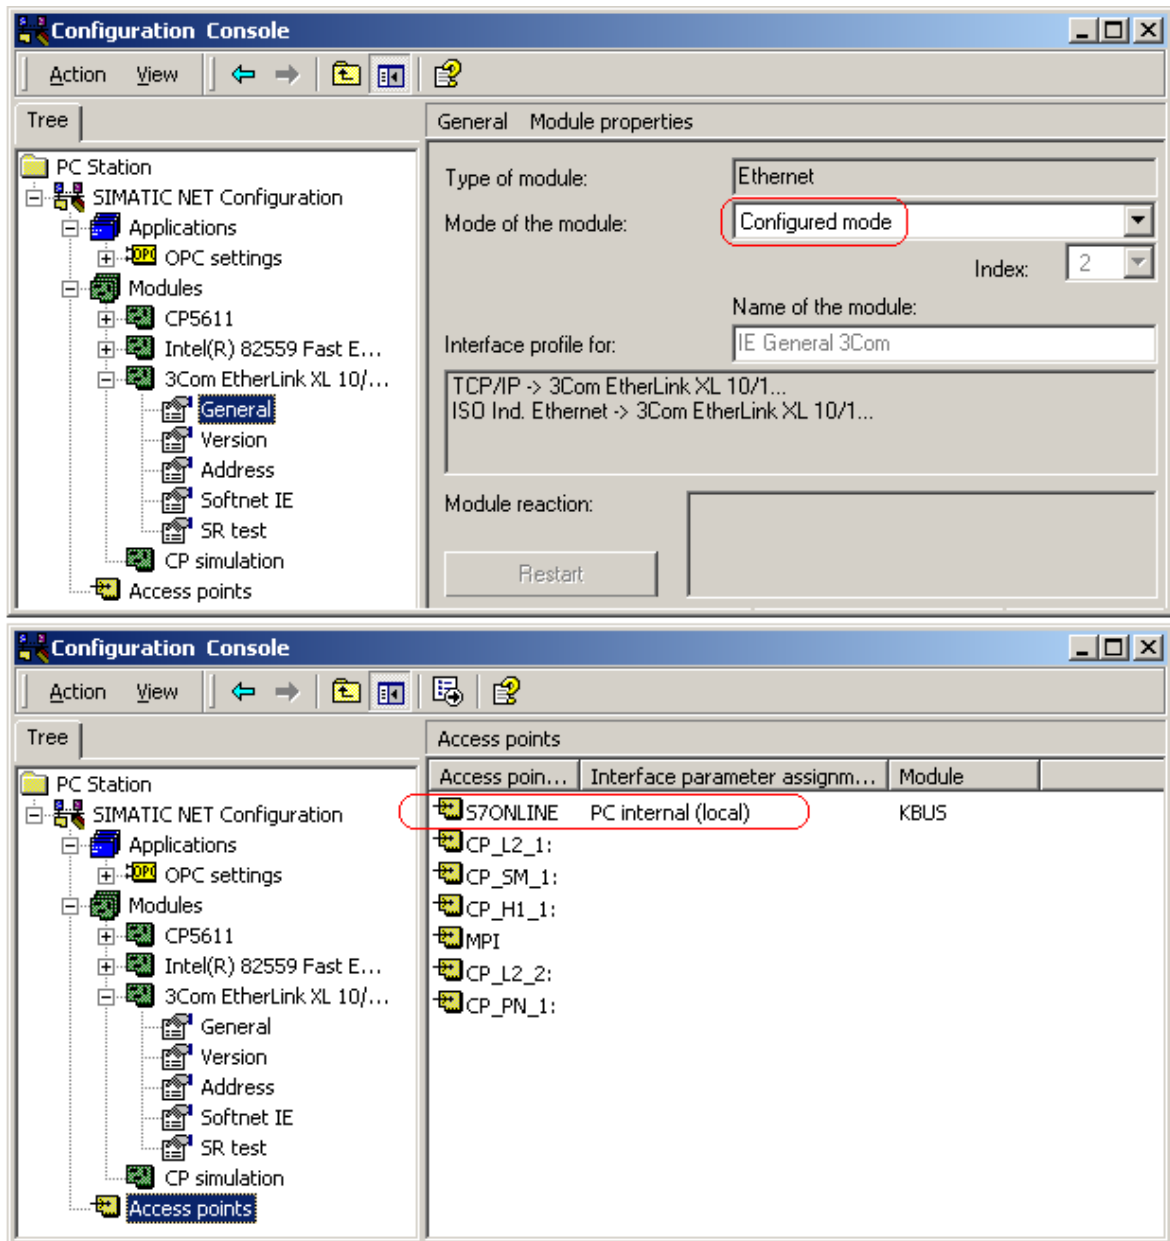 Configuration Console
Action View
Tree
General Module properties
PC Station
SIMATIC NET Configuration
Applications
OPC settings
Modules
CP5611
Intel(R) 82559 Fast E...
3Com EtherLink XL 10/...
General
Version
Address
Softnet IE
SR test
CP simulation
Access points
Type of module: Ethernet
Mode of the module: Configured mode
Index: 2
Name of the module:
Interface profile for: IE General 3Com
TCP/IP -> 3Com EtherLink XL 10/1...
ISO Ind. Ethernet -> 3Com EtherLink XL 10/1...
Module reaction:
Restart
Configuration Console
Action View
Tree
Access points
PC Station
SIMATIC NET Configuration
Applications
OPC settings
Modules
CP5611
Intel(R) 82559 Fast E...
3Com EtherLink XL 10/...
General
Version
Address
Softnet IE
SR test
CP simulation
Access points
Access poin... Interface parameter assignm... Module
S7ONLINE PC internal (local) KBUS
CP_L2_1:
CP_SM_1:
CP_H1_1:
MPI
CP_L2_2:
CP_PN_1: